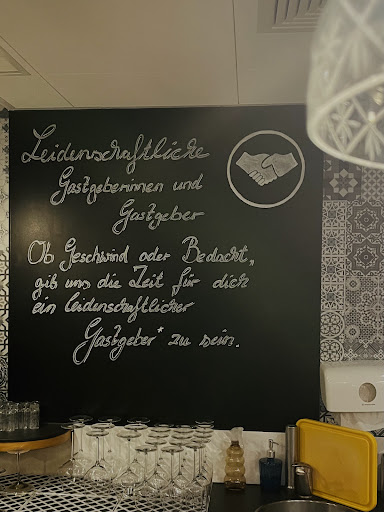 Leidenschaftliche
Gastgeberinnen und
Gastgeber
Ob Geschwind oder Bedacht,
gib uns die Zeit für dich
ein leidenschaftlicher
Gastgeber* zu sein.